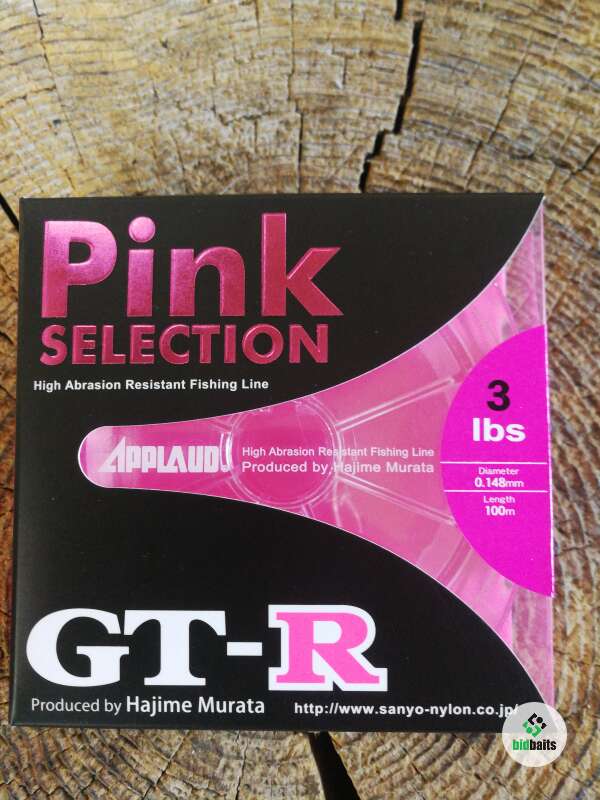 Pink
SELECTION
High Abrasion Resistant Fishing Line
3
lbs
Diameter
0.148mm
Length
100m
APPLAUD
High Abrasion Resistant Fishing Line
Produced by Hajime Murata
GT-R
Produced by Hajime Murata
http://www.sanyo-nylon.co.jp/
bidbaits